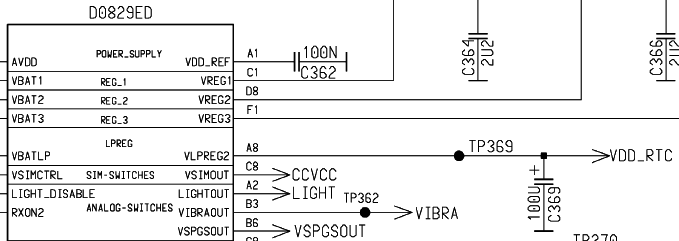 D0829ED
POWER_SUPPLY
AVDD VDD_REF A1 100N C362
VBAT1 REG_1 VREG1 C1
VBAT2 REG_2 VREG2 D8
VBAT3 REG_3 VREG3 F1
LPREG
VBATLP VLPREG2 A8 TP369 VDD_RTC
VSIMCTRL SIM-SWITCHES VSIMOUT C8 CCVCC
LIGHT_DISABLE LIGHTOUT A2 LIGHT
RXON2 ANALOG-SWITCHES VIBRAOUT B3 TP362 VIBRA
VSPGSOUT B6 VSPGSOUT
C364
2U2
C366
2U2
+
100U
C369